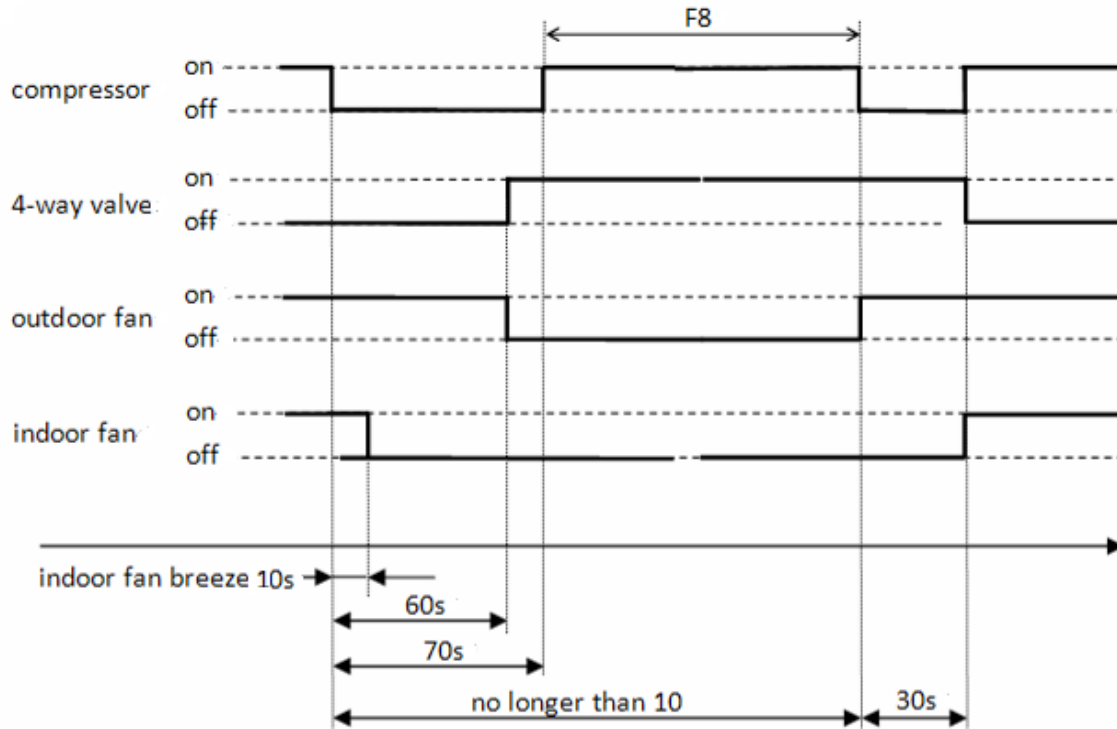 F8
on
compressor
off
on
4-way valve
off
on
outdoor fan
off
on
indoor fan
off
indoor fan breeze 10s
60s
70s
no longer than 10
30s